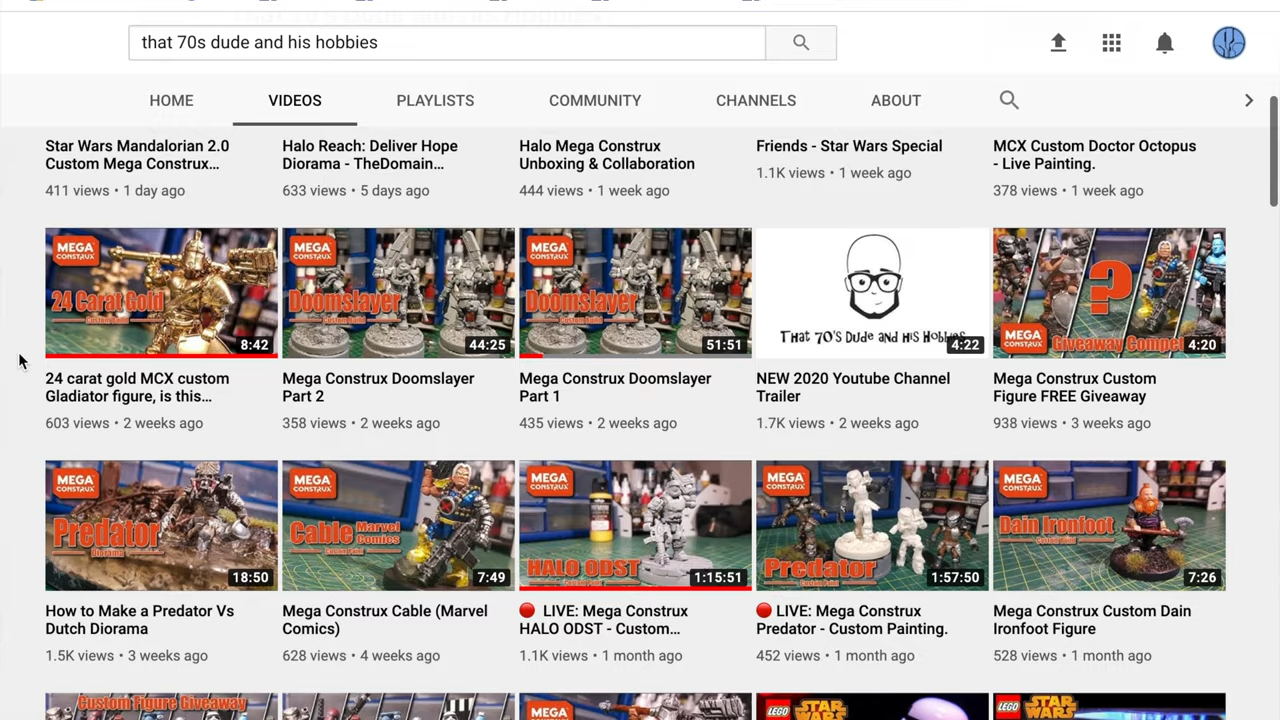 that 70s dude and his hobbies
HOME VIDEOS PLAYLISTS COMMUNITY CHANNELS ABOUT
Star Wars Mandalorian 2.0
Custom Mega Construx...
411 views • 1 day ago
Halo Reach: Deliver Hope
Diorama - TheDomain...
633 views • 5 days ago
Halo Mega Construx
Unboxing & Collaboration
444 views • 1 week ago
Friends - Star Wars Special
1.1K views • 1 week ago
MCX Custom Doctor Octopus
- Live Painting.
378 views • 1 week ago
MEGA
CONSTRUX
24 Carat Gold
Custom Build
8:42
24 carat gold MCX custom
Gladiator figure, is this...
603 views • 2 weeks ago
MEGA
CONSTRUX
Doomslayer
Custom Build
44:25
Mega Construx Doomslayer
Part 2
358 views • 2 weeks ago
MEGA
CONSTRUX
Doomslayer
Custom Build
51:51
Mega Construx Doomslayer
Part 1
435 views • 2 weeks ago
That 70's Dude and His Hobbies
4:22
NEW 2020 Youtube Channel
Trailer
1.7K views • 2 weeks ago
?
MEGA
CONSTRUX
Giveaway
4:20
Mega Construx Custom
Figure FREE Giveaway
938 views • 3 weeks ago
MEGA
CONSTRUX
Predator
Diorama
18:50
How to Make a Predator Vs
Dutch Diorama
1.5K views • 3 weeks ago
MEGA
CONSTRUX
Cable Marvel
Comics
Custom Paint
7:49
Mega Construx Cable (Marvel
Comics)
628 views • 4 weeks ago
MEGA
CONSTRUX
HALO ODST
1:15:51
LIVE: Mega Construx
HALO ODST - Custom...
1.1K views • 1 month ago
MEGA
CONSTRUX
Predator
1:57:50
LIVE: Mega Construx
Predator - Custom Painting.
452 views • 1 month ago
MEGA
CONSTRUX
Dain Ironfoot
Custom Paint
7:26
Mega Construx Custom Dain
Ironfoot Figure
528 views • 1 month ago
Custom Figure Giveaway
MEGA
LEGO STAR
WARS
LEGO STAR
WARS